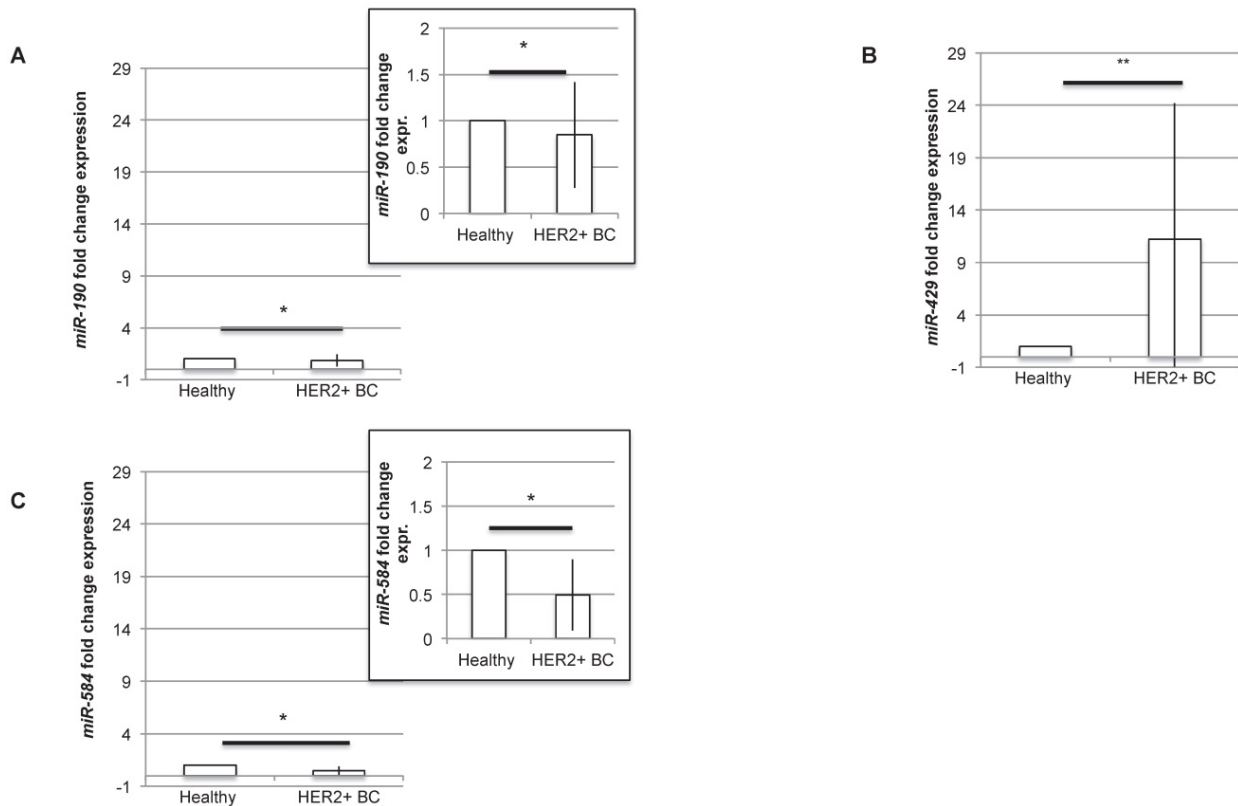 A
miR-190 fold change expression
29
24
19
14
9
4
-1
*
Healthy
HER2+ BC
miR-190 fold change
expr.
2
1.5
1
0.5
0
*
Healthy
HER2+ BC
B
miR-429 fold change expression
29
24
19
14
9
4
-1
**
Healthy
HER2+ BC
C
miR-584 fold change expression
29
24
19
14
9
4
-1
*
Healthy
HER2+ BC
miR-584 fold change
expr.
2
1.5
1
0.5
0
*
Healthy
HER2+ BC